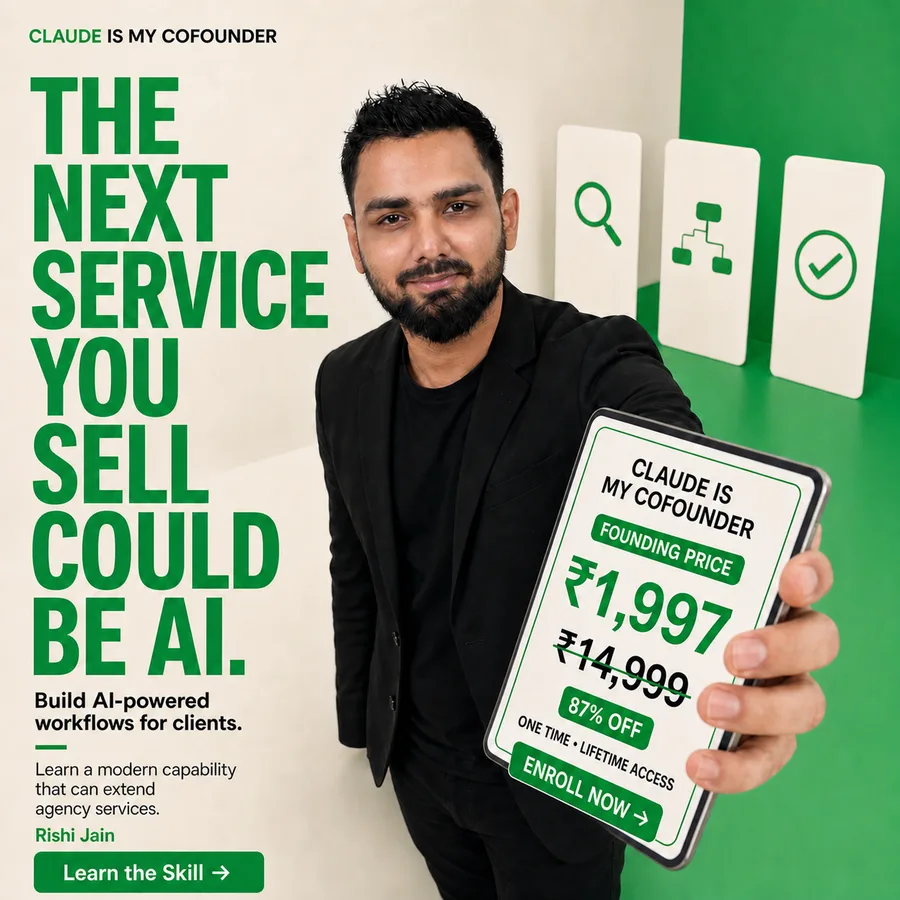 CLAUDE IS MY COFOUNDER
THE
NEXT
SERVICE
YOU
SELL
COULD
BE AI.
Build AI-powered
workflows for clients.
Learn a modern capability
that can extend
agency services.
Rishi Jain
Learn the Skill →
CLAUDE IS
MY COFOUNDER
FOUNDING PRICE
₹1,997
₹14,999
87% OFF
ONE TIME • LIFETIME ACCESS
ENROLL NOW →